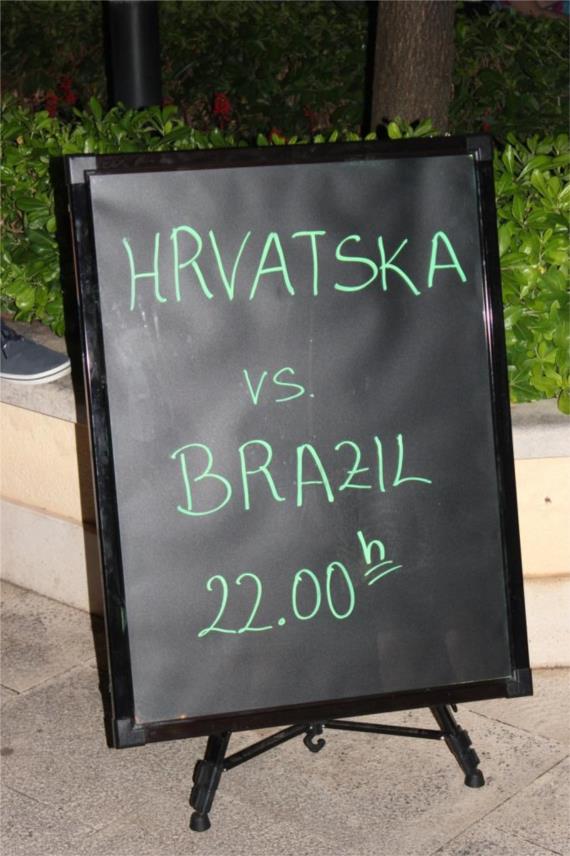 HRVATSKA
vs.
BRAZIL
22.00h